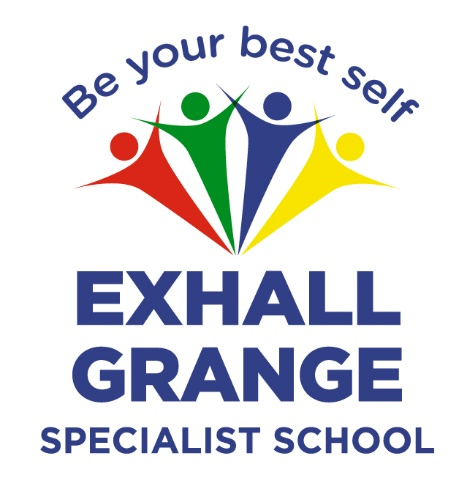 Be your best self
EXHALL
GRANGE
SPECIALIST SCHOOL